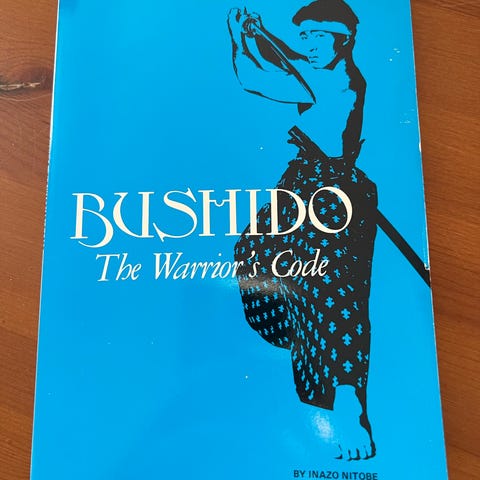 BUSHIDO
The Warrior's Code
BY INAZO NITOBE